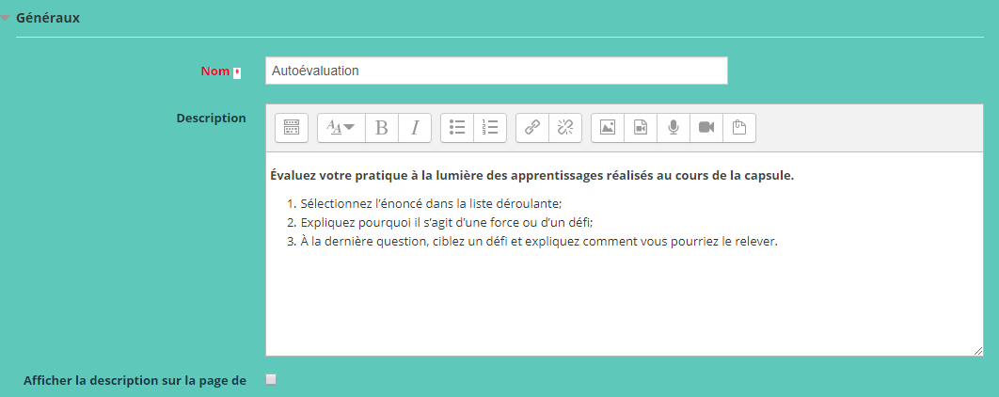 Généraux
Nom *
Autoévaluation
Description
Évaluez votre pratique à la lumière des apprentissages réalisés au cours de la capsule.
1. Sélectionnez l’énoncé dans la liste déroulante;
2. Expliquez pourquoi il s’agit d’une force ou d’un défi;
3. À la dernière question, ciblez un défi et expliquez comment vous pourriez le relever.
Afficher la description sur la page de